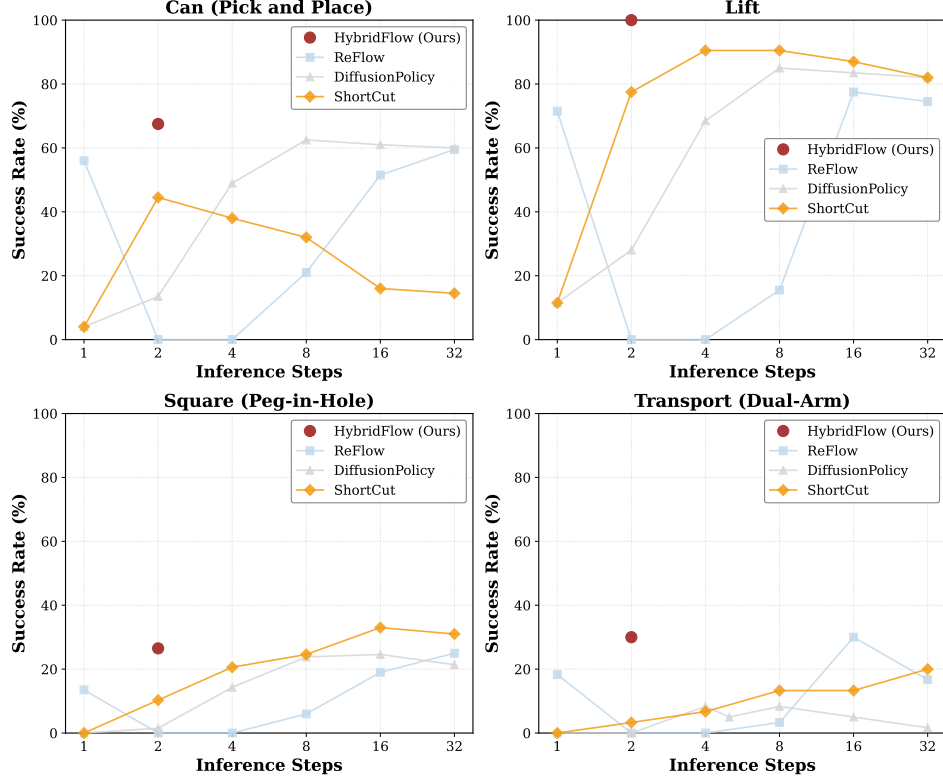 Can (Pick and Place)
Success Rate (%)
100
80
60
40
20
0
HybridFlow (Ours)
ReFlow
DiffusionPolicy
ShortCut
1 2 4 8 16 32
Inference Steps
Lift
Success Rate (%)
100
80
60
40
20
0
HybridFlow (Ours)
ReFlow
DiffusionPolicy
ShortCut
1 2 4 8 16 32
Inference Steps
Square (Peg-in-Hole)
Success Rate (%)
100
80
60
40
20
0
HybridFlow (Ours)
ReFlow
DiffusionPolicy
ShortCut
1 2 4 8 16 32
Inference Steps
Transport (Dual-Arm)
Success Rate (%)
100
80
60
40
20
0
HybridFlow (Ours)
ReFlow
DiffusionPolicy
ShortCut
1 2 4 8 16 32
Inference Steps